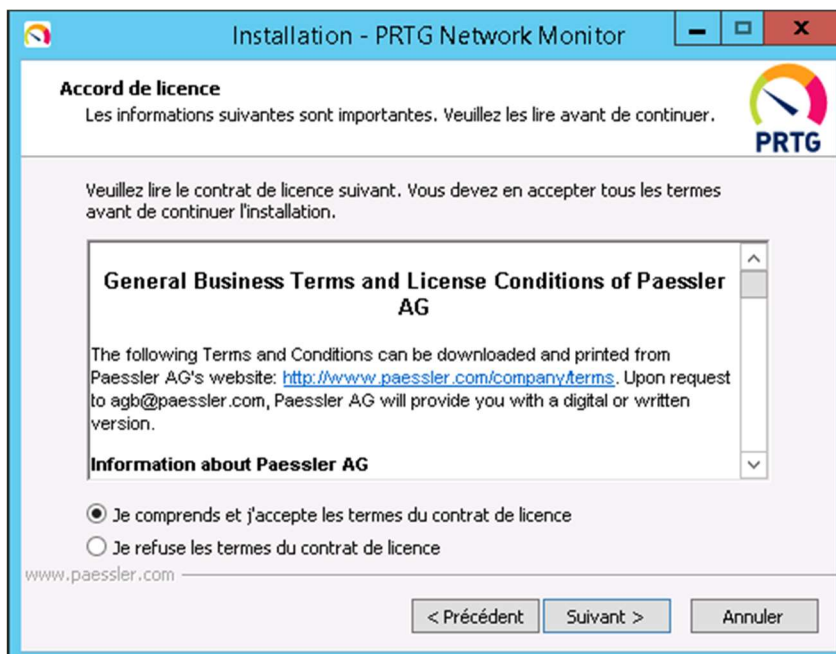 Installation - PRTG Network Monitor
Accord de licence
Les informations suivantes sont importantes. Veuillez les lire avant de continuer.
PRTG
Veuillez lire le contrat de licence suivant. Vous devez en accepter tous les termes
avant de continuer l'installation.
General Business Terms and License Conditions of Paessler
AG
The following Terms and Conditions can be downloaded and printed from
Paessler AG's website: http://www.paessler.com/company/terms. Upon request
to agb@paessler.com, Paessler AG will provide you with a digital or written
version.
Information about Paessler AG
Je comprends et j'accepte les termes du contrat de licence
Je refuse les termes du contrat de licence
www.paessler.com
< Précédent
Suivant >
Annuler